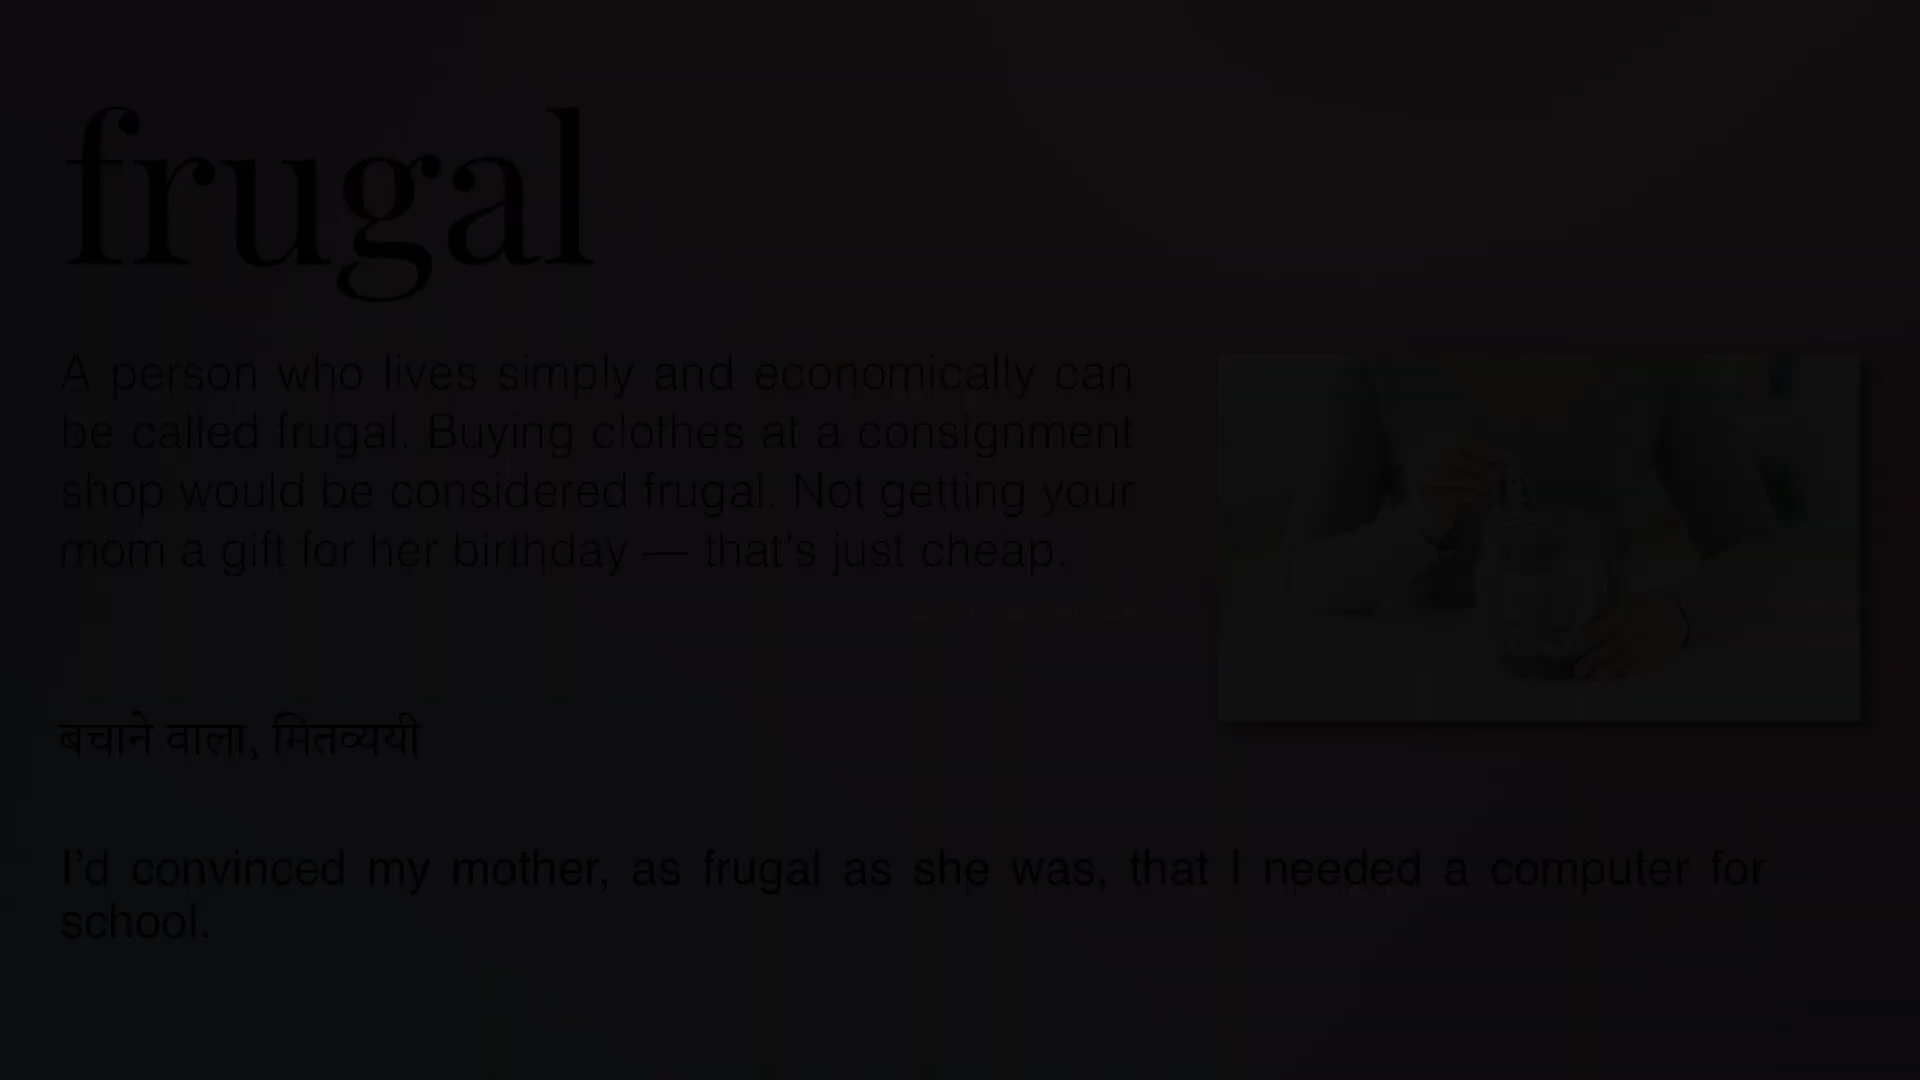 frugal
A person who lives simply and economically can
be called frugal. Buying clothes at a consignment
shop would be considered frugal. Not getting your
mom a gift for her birthday — that's just cheap.
बचाने वाला, मितव्ययी
I’d convinced my mother, as frugal as she was, that I needed a computer for
school.